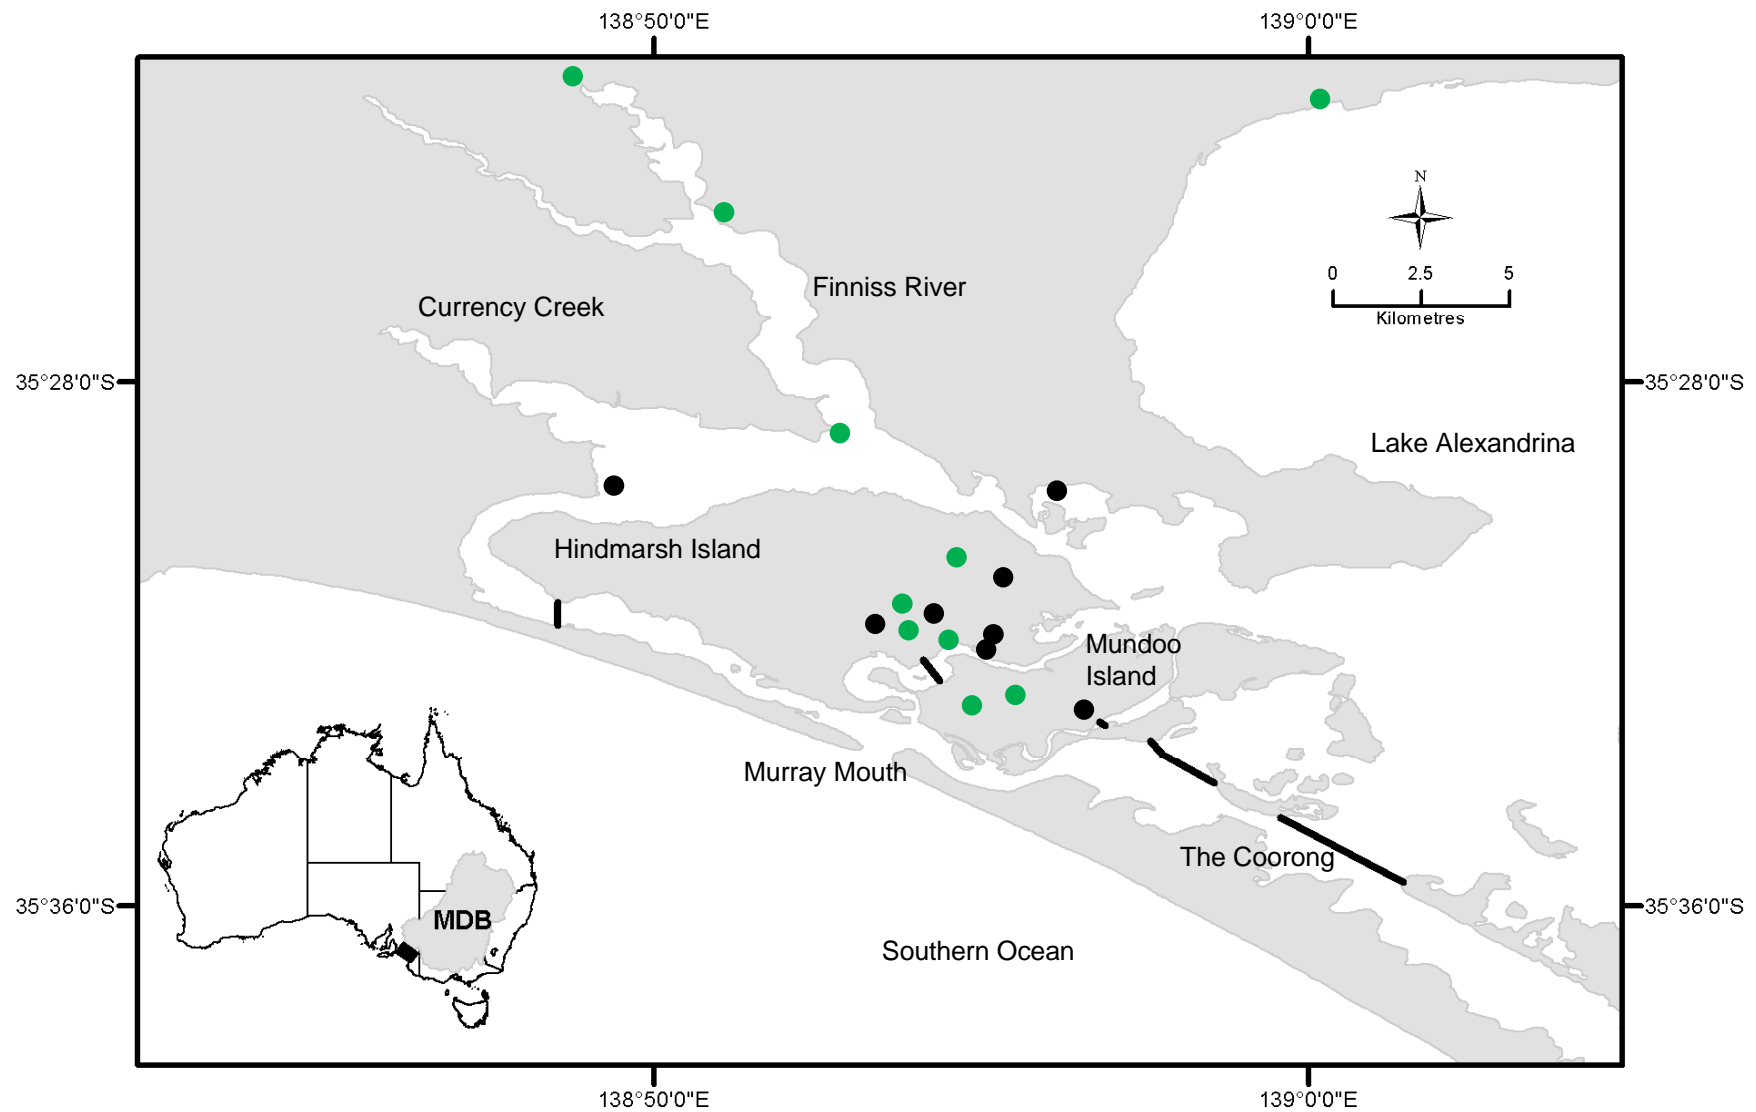 138°50'0"E
139°0'0"E
N
0 2.5 5
Kilometres
Finniss River
Currency Creek
35°28'0"S
35°28'0"S
Lake Alexandrina
Hindmarsh Island
Mundoo
Island
Murray Mouth
The Coorong
35°36'0"S
35°36'0"S
MDB
Southern Ocean
138°50'0"E
139°0'0"E